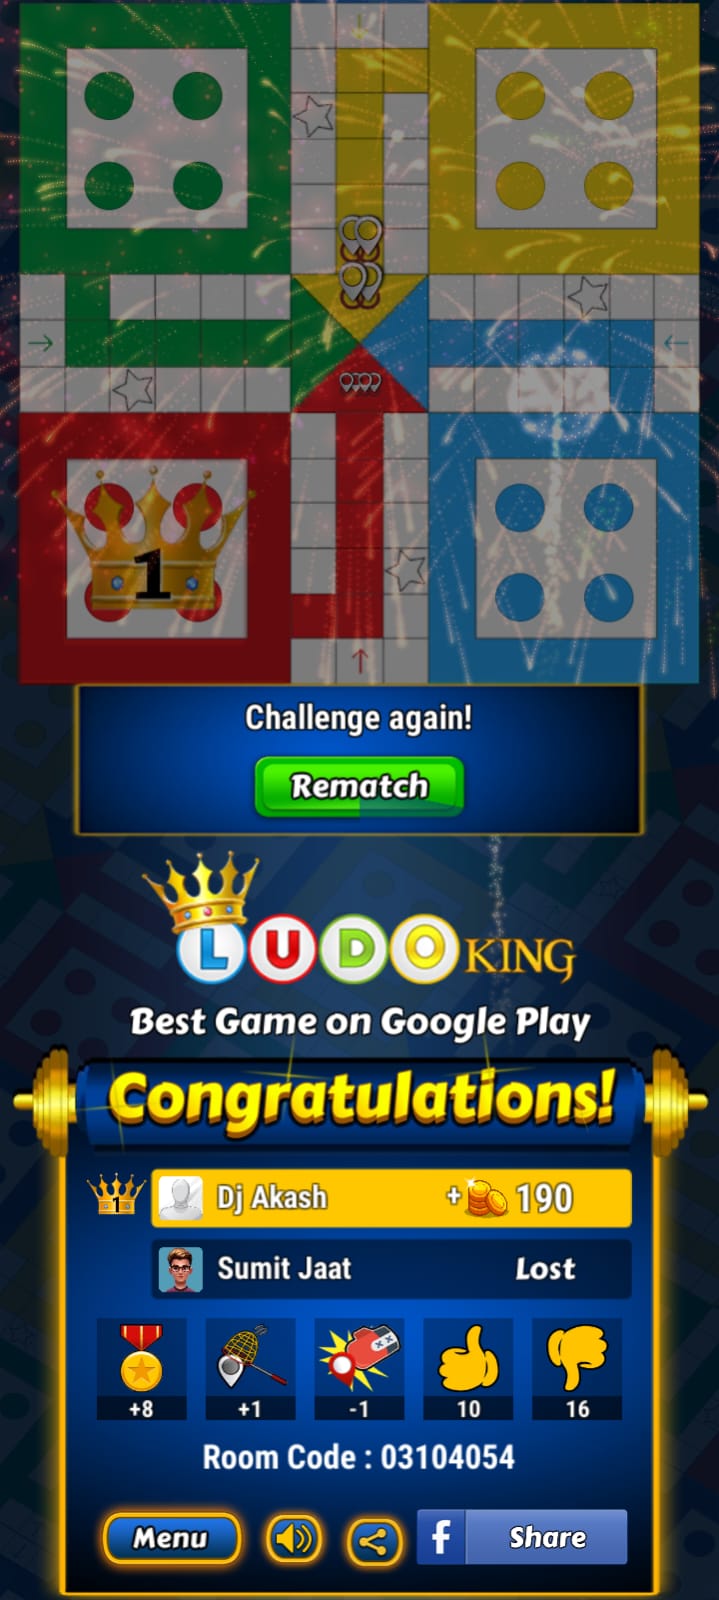 1
Challenge again!
Rematch
LUDO KING
Best Game on Google Play
Congratulations!
1 Dj Akash + 190
Sumit Jaat Lost
+8 +1 -1 10 16
Room Code : 03104054
Menu f Share